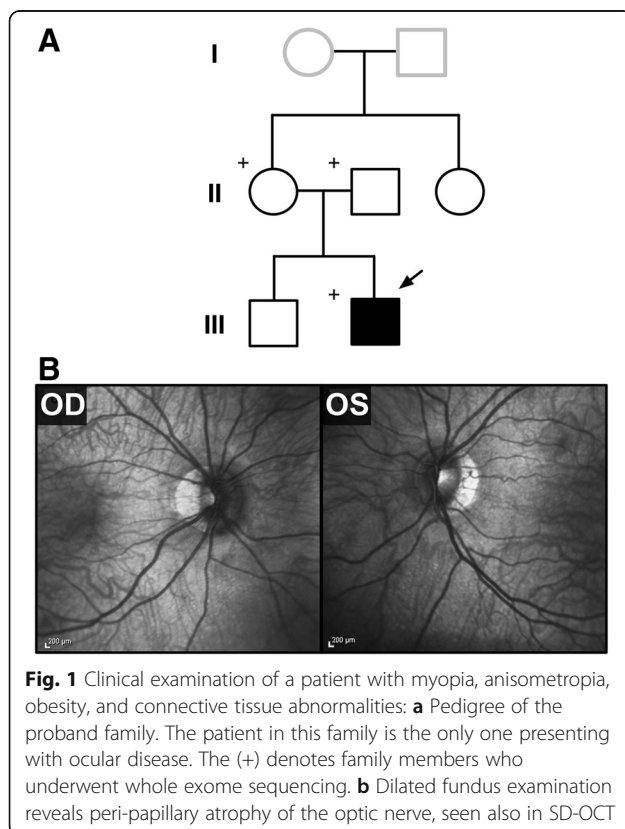 A
I
+
+
II
+
III
B
OD
OS
200 µm
200 µm
Fig. 1 Clinical examination of a patient with myopia, anisometropia,
obesity, and connective tissue abnormalities: a Pedigree of the
proband family. The patient in this family is the only one presenting
with ocular disease. The (+) denotes family members who
underwent whole exome sequencing. b Dilated fundus examination
reveals peri-papillary atrophy of the optic nerve, seen also in SD-OCT